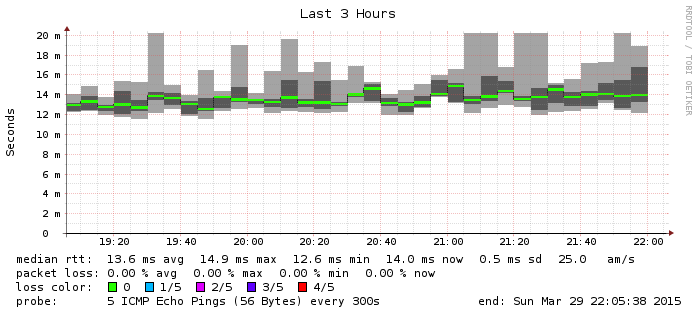 Last 3 Hours
RRDTOOL / TOBI OETIKER
Seconds
20 m
18 m
16 m
14 m
12 m
10 m
8 m
6 m
4 m
2 m
0
19:20 19:40 20:00 20:20 20:40 21:00 21:20 21:40 22:00
median rtt: 13.6 ms avg 14.9 ms max 12.6 ms min 14.0 ms now 0.5 ms sd 25.0 am/s
packet loss: 0.00 % avg 0.00 % max 0.00 % min 0.00 % now
loss color: 0 1/5 2/5 3/5 4/5
probe: 5 ICMP Echo Pings (56 Bytes) every 300s end: Sun Mar 29 22:05:38 2015